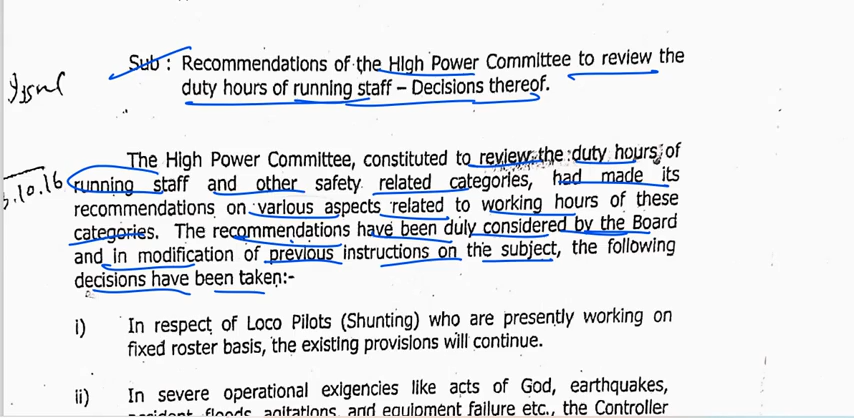 Sub : Recommendations of the High Power Committee to review the
duty hours of running staff – Decisions thereof.
The High Power Committee, constituted to review the duty hours of
running staff and other safety related categories, had made its
.10.16
recommendations on various aspects related to working hours of these
categories. The recommendations have been duly considered by the Board
and in modification of previous instructions on the subject, the following
decisions have been taken:-
i) In respect of Loco Pilots (Shunting) who are presently working on
fixed roster basis, the existing provisions will continue.
ii) In severe operational exigencies like acts of God, earthquakes,
accident, floods, agitations and equipment failure etc., the Controller